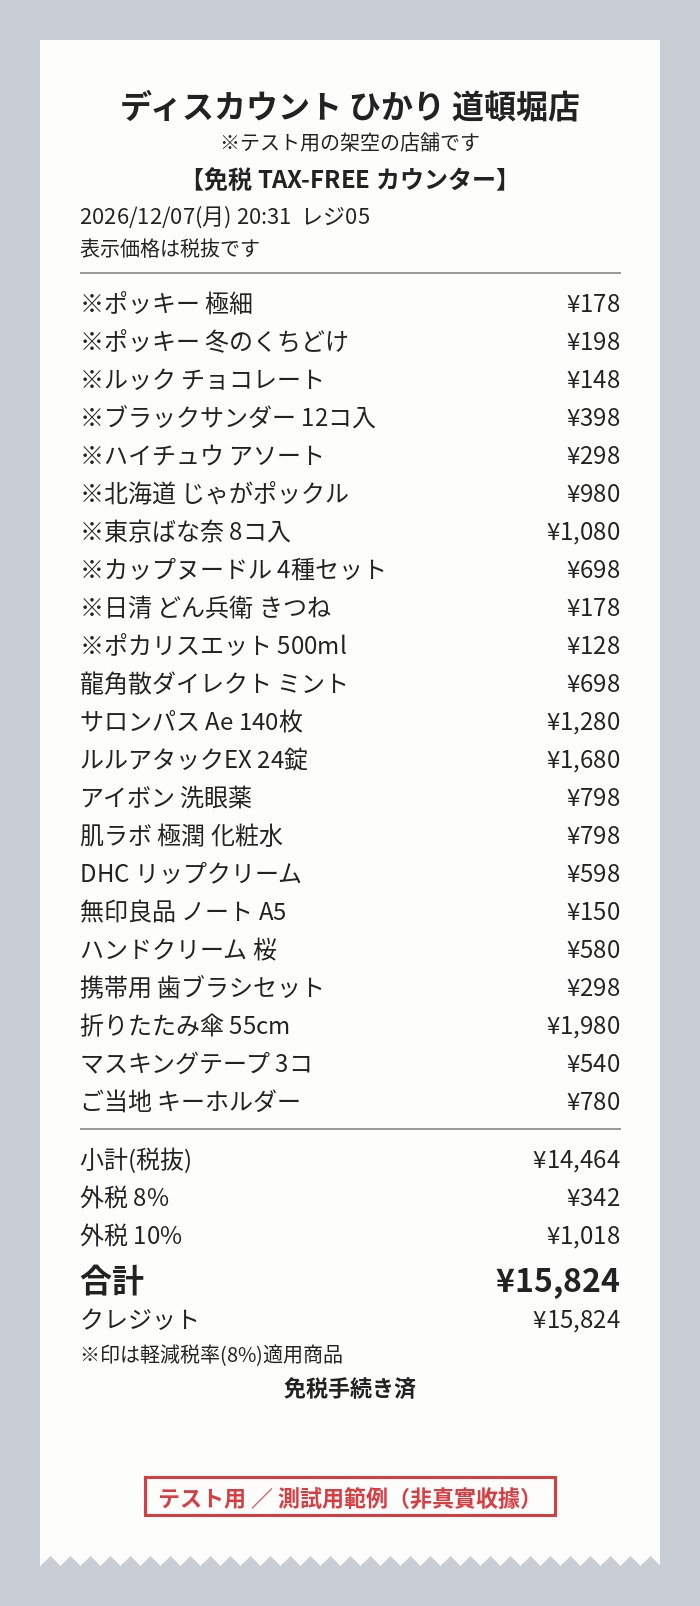 ディスカウント ひかり 道頓堀店
※テスト用の架空の店舗です
【免税 TAX-FREE カウンター】
2026/12/07(月) 20:31 レジ05
表示価格は税抜です
※ポッキー 極細 ¥178
※ポッキー 冬のくちどけ ¥198
※ルック チョコレート ¥148
※ブラックサンダー 12コ入 ¥398
※ハイチュウ アソート ¥298
※北海道 じゃがポックル ¥980
※東京ばな奈 8コ入 ¥1,080
※カップヌードル 4種セット ¥698
※日清 どん兵衛 きつね ¥178
※ポカリスエット 500ml ¥128
龍角散ダイレクト ミント ¥698
サロンパス Ae 140枚 ¥1,280
ルルアタックEX 24錠 ¥1,680
アイボン 洗眼薬 ¥798
肌ラボ 極潤 化粧水 ¥798
DHC リップクリーム ¥598
無印良品 ノート A5 ¥150
ハンドクリーム 桜 ¥580
携帯用 歯ブラシセット ¥298
折りたたみ傘 55cm ¥1,980
マスキングテープ 3コ ¥540
ご当地 キーホルダー ¥780
小計(税抜) ¥14,464
外税 8% ¥342
外税 10% ¥1,018
合計 ¥15,824
クレジット ¥15,824
※印は軽減税率(8%)適用商品
免税手続き済
テスト用 ／ 測試用範例（非真實收據）